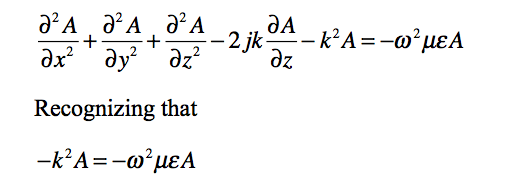 ∂²A/∂x² + ∂²A/∂y² + ∂²A/∂z² − 2jk ∂A/∂z − k²A = −ω²μεA
Recognizing that
−k²A = −ω²μεA